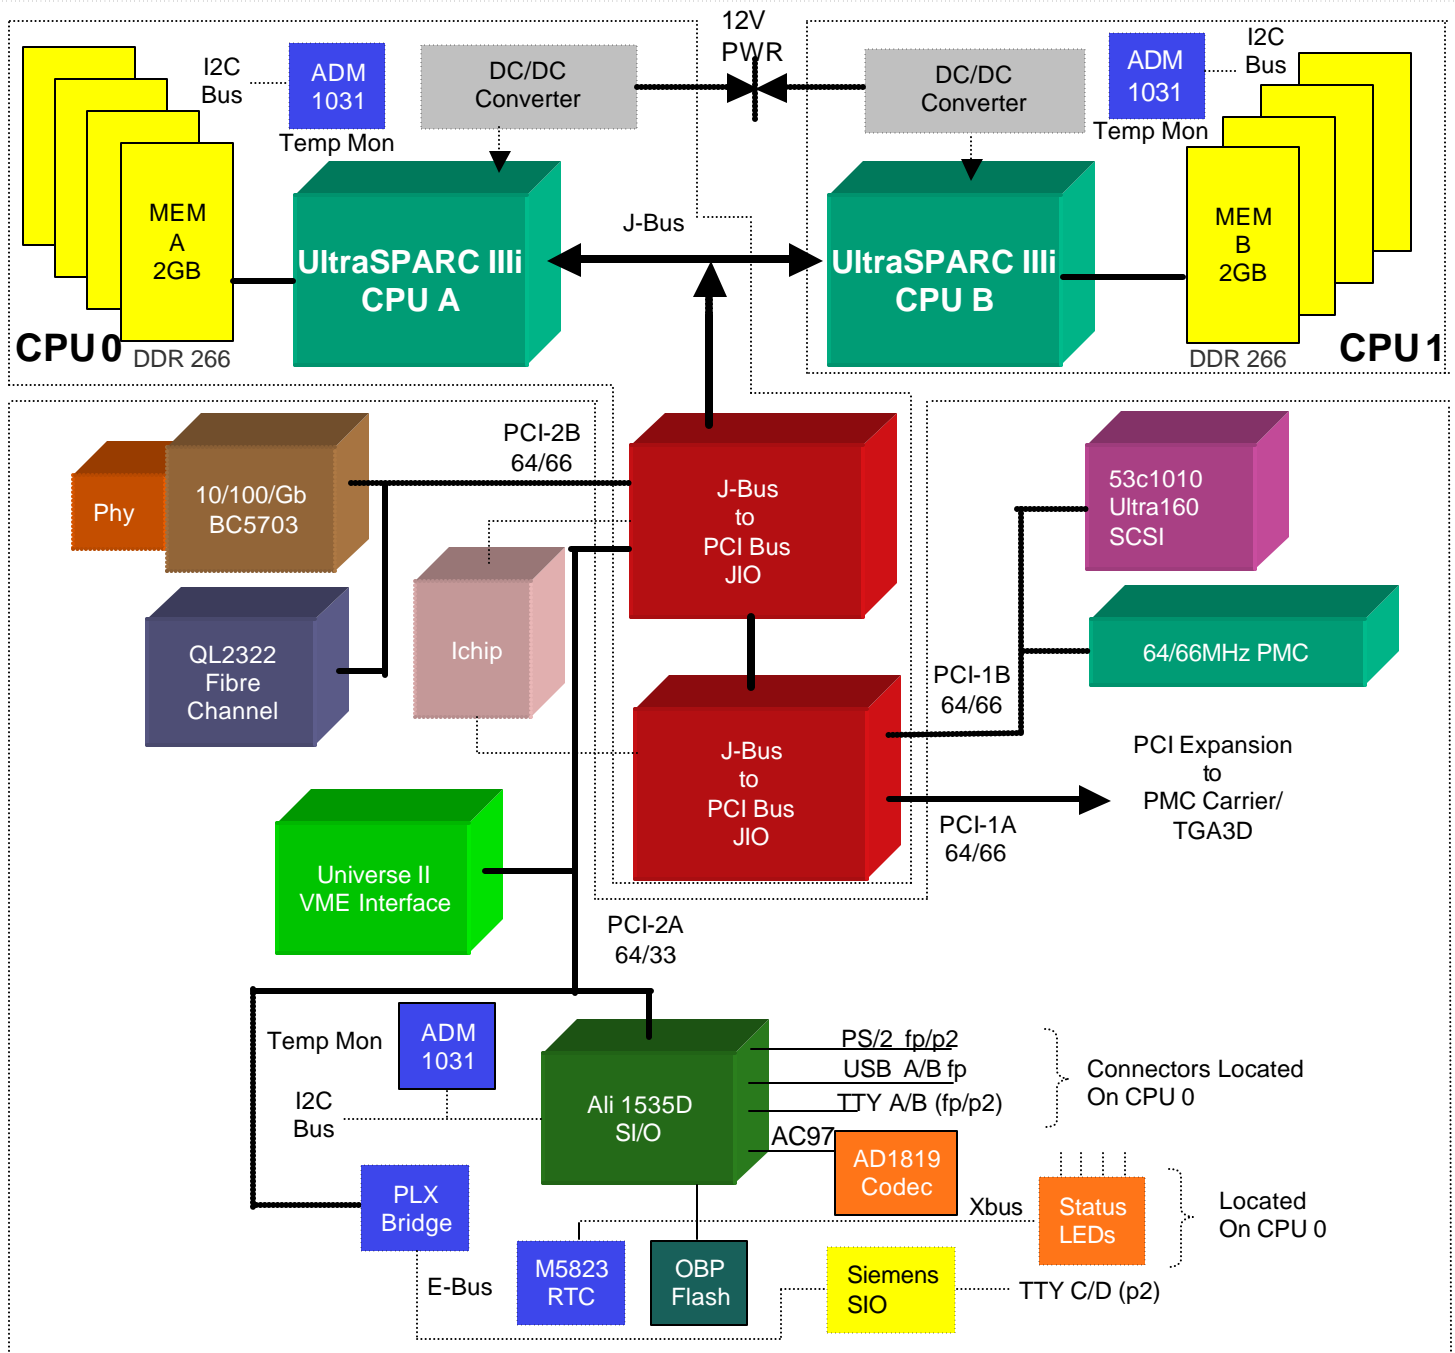 12V
PWR
I2C
Bus
ADM
1031
Temp Mon
DC/DC
Converter
DC/DC
Converter
ADM
1031
Temp Mon
I2C
Bus
MEM
A
2GB
DDR 266
CPU 0
UltraSPARC IIIi
CPU A
J-Bus
UltraSPARC IIIi
CPU B
MEM
B
2GB
DDR 266
CPU 1
Phy
10/100/Gb
BC5703
PCI-2B
64/66
J-Bus
to
PCI Bus
JIO
53c1010
Ultra160
SCSI
QL2322
Fibre
Channel
Ichip
64/66MHz PMC
PCI-1B
64/66
J-Bus
to
PCI Bus
JIO
PCI Expansion
to
PMC Carrier/
TGA3D
PCI-1A
64/66
Universe II
VME Interface
PCI-2A
64/33
Temp Mon
ADM
1031
I2C
Bus
Ali 1535D
SI/O
PS/2 fp/p2
USB A/B fp
TTY A/B (fp/p2)
AC97
Connectors Located
On CPU 0
AD1819
Codec
PLX
Bridge
Xbus
Status
LEDs
Located
On CPU 0
E-Bus
M5823
RTC
OBP
Flash
Siemens
SIO
TTY C/D (p2)